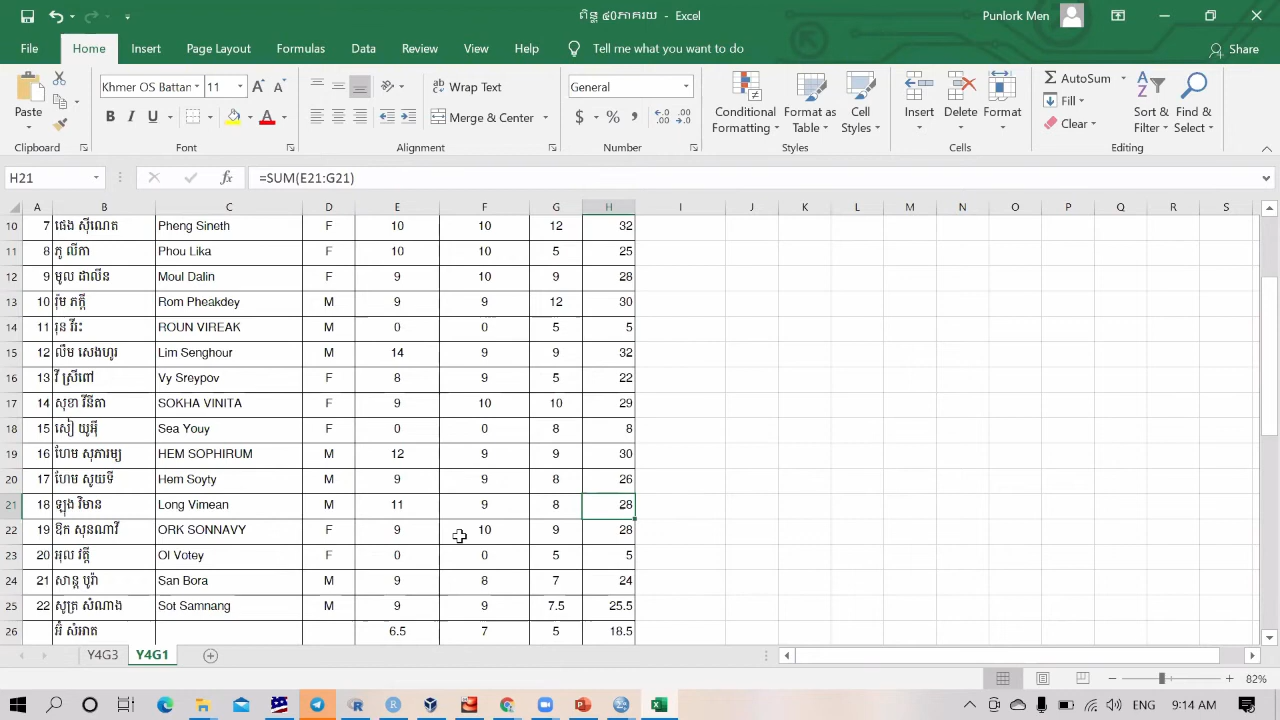 ពិន្ទុ ៤០ភាគរយ - Excel
Punlork Men
File Home Insert Page Layout Formulas Data Review View Help Tell me what you want to do Share
Paste
Clipboard
Khmer OS Battan 11
B I U A
Font
Wrap Text
Merge & Center
Alignment
General
$ % ,
Number
Conditional Formatting
Format as Table
Cell Styles
Styles
Insert Delete Format
Cells
AutoSum
Fill
Clear
Sort & Filter
Find & Select
Editing
H21 fx =SUM(E21:G21)
A B C D E F G H I J K L M N O P Q R S
10 7 ផេង ស៊ីណេត Pheng Sineth F 10 10 12 32
11 8 ភូ លីកា Phou Lika F 10 10 5 25
12 9 មូល ដាលីន Moul Dalin F 9 10 9 28
13 10 រ៉ុម ភក្ដី Rom Pheakdey M 9 9 12 30
14 11 រុន វីរះ ROUN VIREAK M 0 0 5 5
15 12 លឹម សេងហូរ Lim Senghour M 14 9 9 32
16 13 វី ស្រីពៅ Vy Sreypov F 8 9 5 22
17 14 សុខា វីនីតា SOKHA VINITA F 9 10 10 29
18 15 សៀ យូអ៊ី Sea Youy F 0 0 8 8
19 16 ហែម សុភារម្យ HEM SOPHIRUM M 12 9 9 30
20 17 ហែម សូយទី Hem Soyty M 9 9 8 26
21 18 ឡុង វិមាន Long Vimean M 11 9 8 28
22 19 ឱក សុនណាវី ORK SONNAVY F 9 10 9 28
23 20 អុល វត្តី Ol Votey F 0 0 5 5
24 21 សាន្ត បូរ៉ា San Bora M 9 8 7 24
25 22 សូត្រ សំណាង Sot Samnang M 9 9 7.5 25.5
26 អ៊ំ សំអាត 6.5 7 5 18.5
Y4G3 Y4G1
82%
ENG 9:14 AM